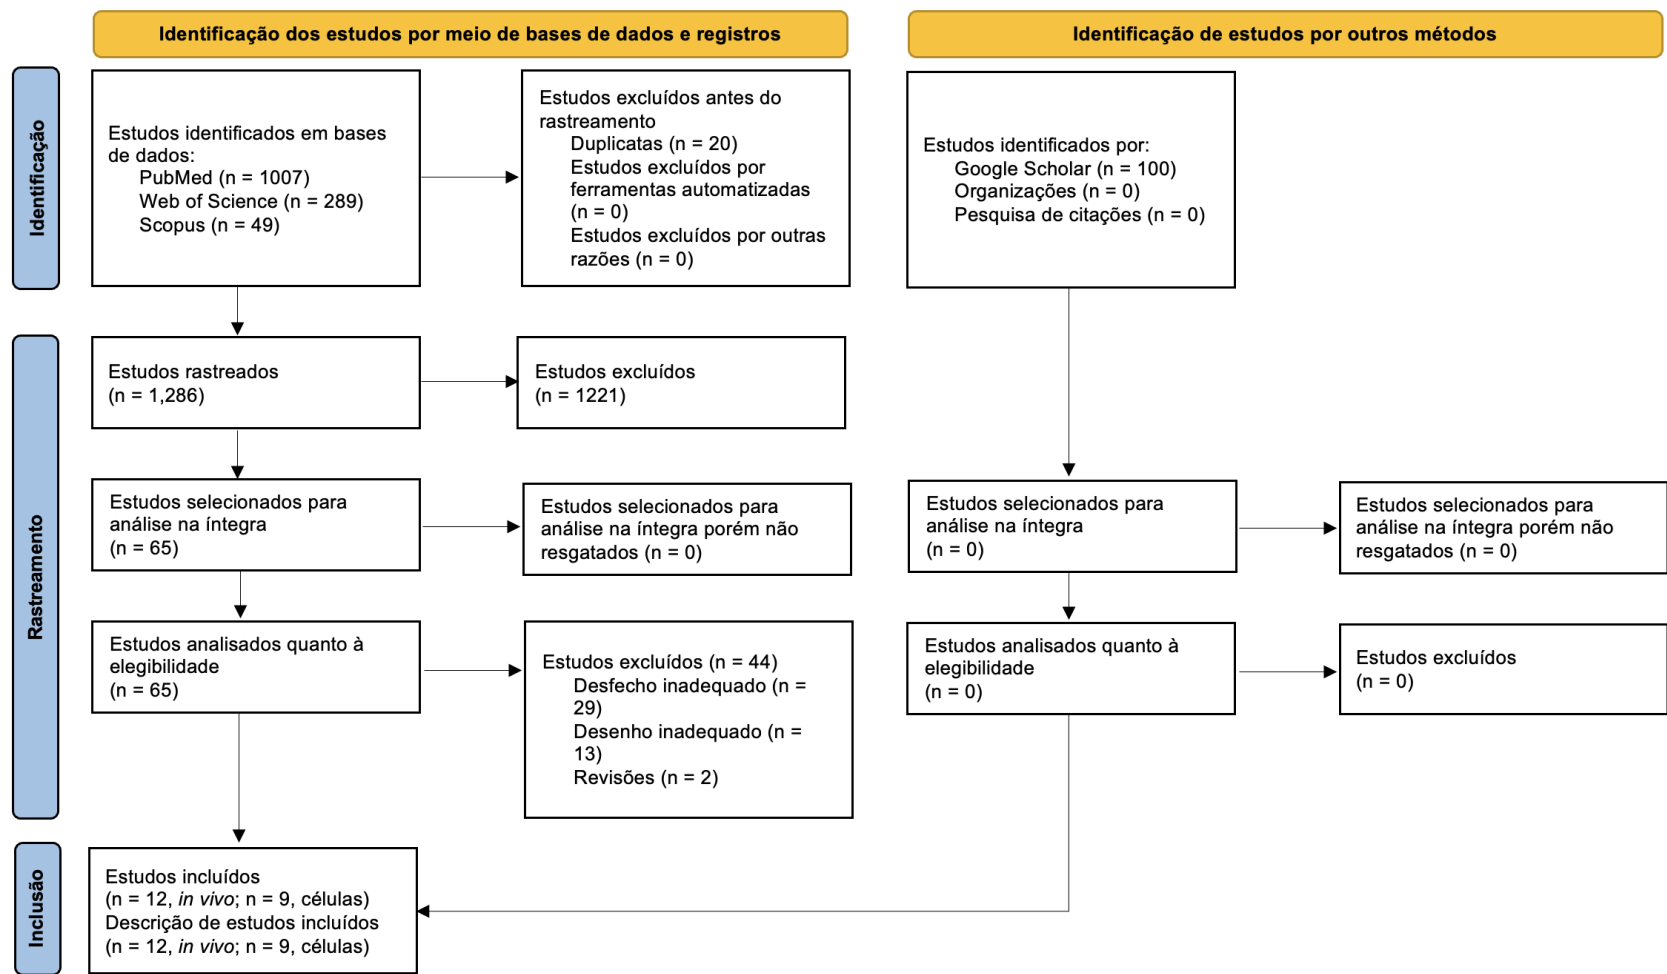 Identificação dos estudos por meio de bases de dados e registros
Identificação de estudos por outros métodos
Identificação
Estudos identificados em bases
de dados:
PubMed (n = 1007)
Web of Science (n = 289)
Scopus (n = 49)
Estudos excluídos antes do
rastreamento
Duplicatas (n = 20)
Estudos excluídos por
ferramentas automatizadas
(n = 0)
Estudos excluídos por outras
razões (n = 0)
Estudos identificados por:
Google Scholar (n = 100)
Organizações (n = 0)
Pesquisa de citações (n = 0)
Rastreamento
Estudos rastreados
(n = 1,286)
Estudos excluídos
(n = 1221)
Estudos selecionados para
análise na íntegra
(n = 65)
Estudos selecionados para
análise na íntegra porém não
resgatados (n = 0)
Estudos selecionados para
análise na íntegra
(n = 0)
Estudos selecionados para
análise na íntegra porém não
resgatados (n = 0)
Estudos analisados quanto à
elegibilidade
(n = 65)
Estudos excluídos (n = 44)
Desfecho inadequado (n =
29)
Desenho inadequado (n =
13)
Revisões (n = 2)
Estudos analisados quanto à
elegibilidade
(n = 0)
Estudos excluídos
(n = 0)
Inclusão
Estudos incluídos
(n = 12, in vivo; n = 9, células)
Descrição de estudos incluídos
(n = 12, in vivo; n = 9, células)